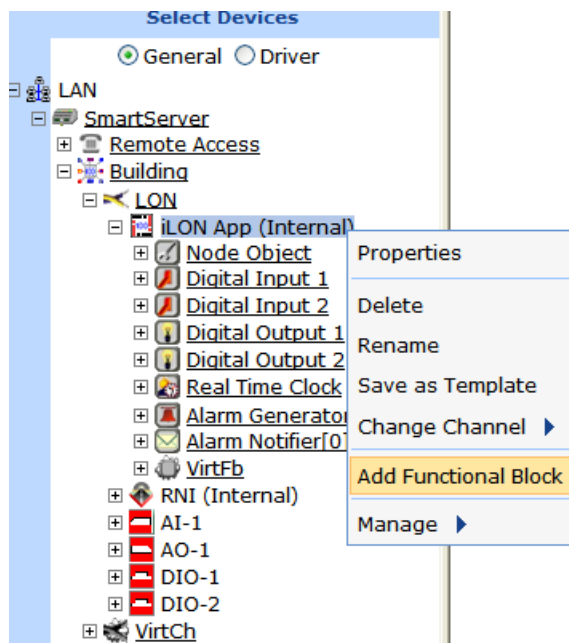 Select Devices
General Driver
LAN
SmartServer
Remote Access
Building
LON
iLON App (Internal)
Node Object
Digital Input 1
Digital Input 2
Digital Output 1
Digital Output 2
Real Time Clock
Alarm Generator
Alarm Notifier[0]
VirtFb
RNI (Internal)
AI-1
AO-1
DIO-1
DIO-2
VirtCh
Properties
Delete
Rename
Save as Template
Change Channel
Add Functional Block
Manage